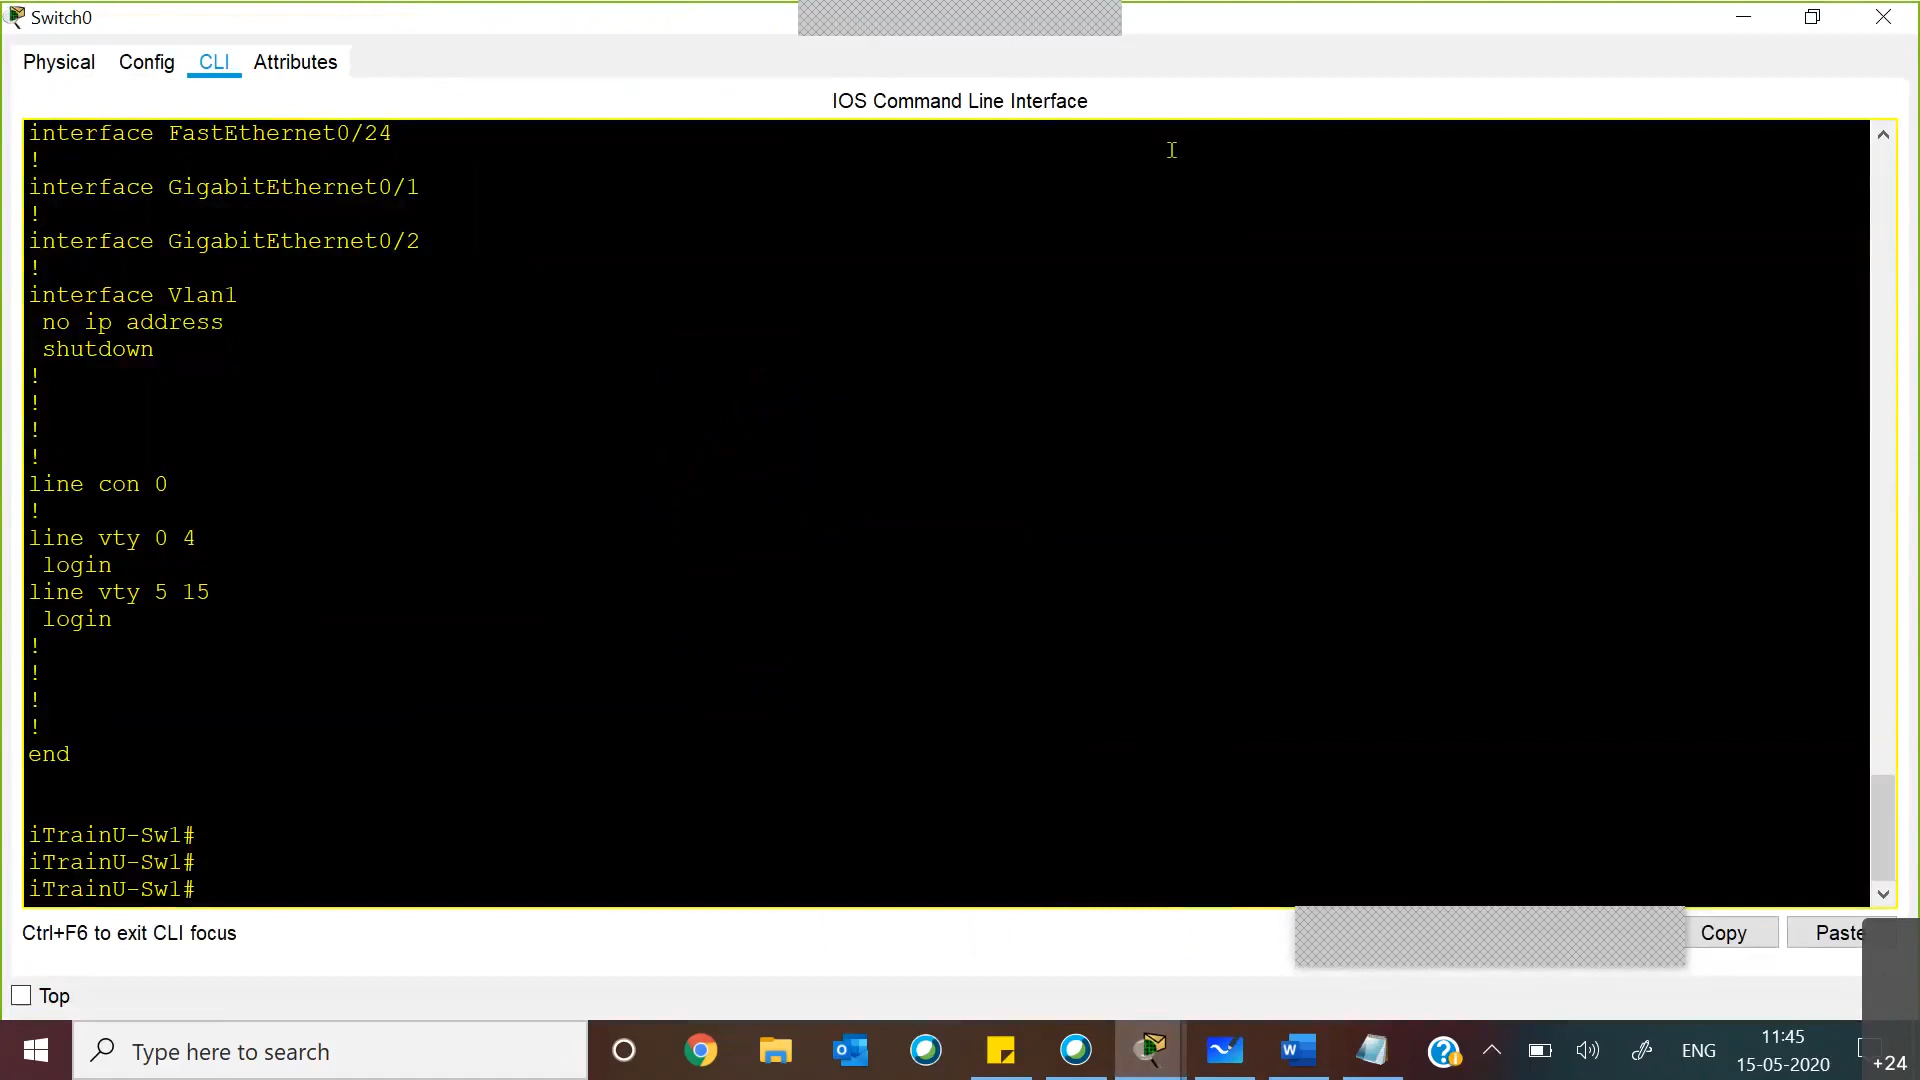 Switch0
Physical Config CLI Attributes
IOS Command Line Interface
interface FastEthernet0/24
!
interface GigabitEthernet0/1
!
interface GigabitEthernet0/2
!
interface Vlan1
no ip address
shutdown
!
!
!
!
line con 0
!
line vty 0 4
login
line vty 5 15
login
!
!
!
!
end
iTrainU-Sw1#
iTrainU-Sw1#
iTrainU-Sw1#
Ctrl+F6 to exit CLI focus
Copy Paste
Top
Type here to search
ENG
11:45
15-05-2020
+24